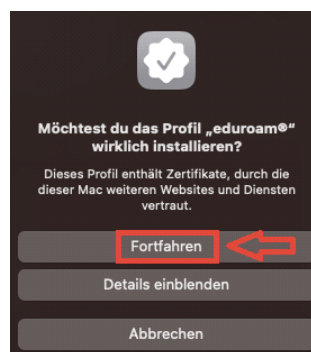 Möchtest du das Profil „eduroam®“
wirklich installieren?
Dieses Profil enthält Zertifikate, durch die
dieser Mac weiteren Websites und Diensten
vertraut.
Fortfahren
Details einblenden
Abbrechen